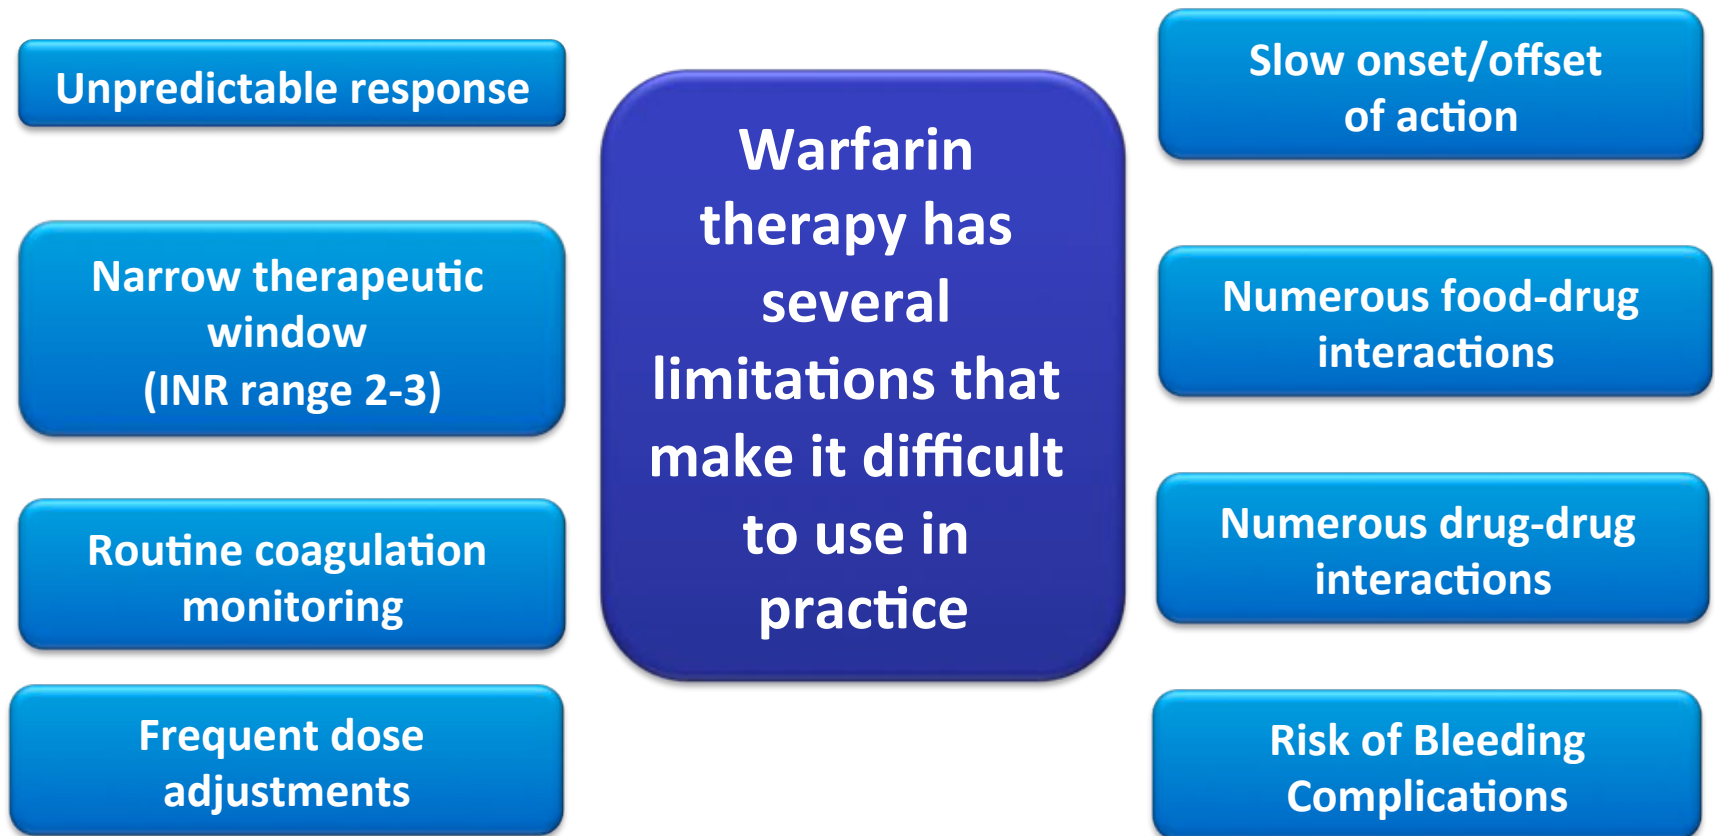 Unpredictable response
Narrow therapeutic
window
(INR range 2-3)
Routine coagulation
monitoring
Frequent dose
adjustments
Warfarin
therapy has
several
limitations that
make it difficult
to use in
practice
Slow onset/offset
of action
Numerous food-drug
interactions
Numerous drug-drug
interactions
Risk of Bleeding
Complications